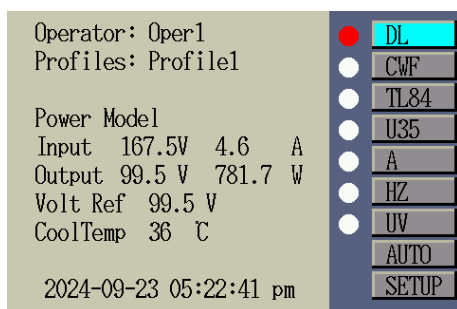 Operator: Oper1
Profiles: Profile1
Power Model
Input 167.5V 4.6 A
Output 99.5 V 781.7 W
Volt Ref 99.5 V
CoolTemp 36 ℃
2024-09-23 05:22:41 pm
DL
CWF
TL84
U35
A
HZ
UV
AUTO
SETUP